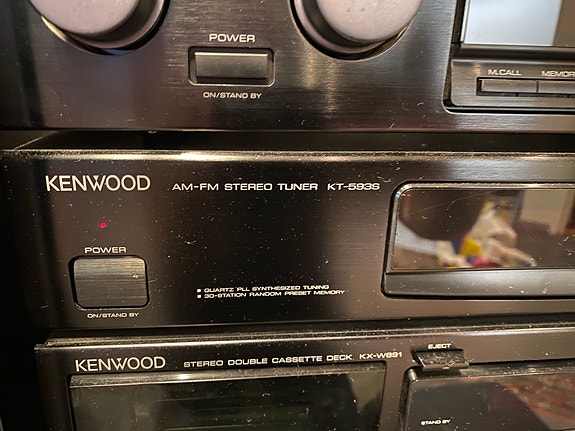 POWER
ON/STAND BY
M.CALL MEMOR
KENWOOD AM-FM STEREO TUNER KT-593S
POWER
ON/STAND BY
QUARTZ PLL SYNTHESIZED TUNING
30-STATION RANDOM PRESET MEMORY
KENWOOD STEREO DOUBLE CASSETTE DECK KX-W891
EJECT
STAND BY